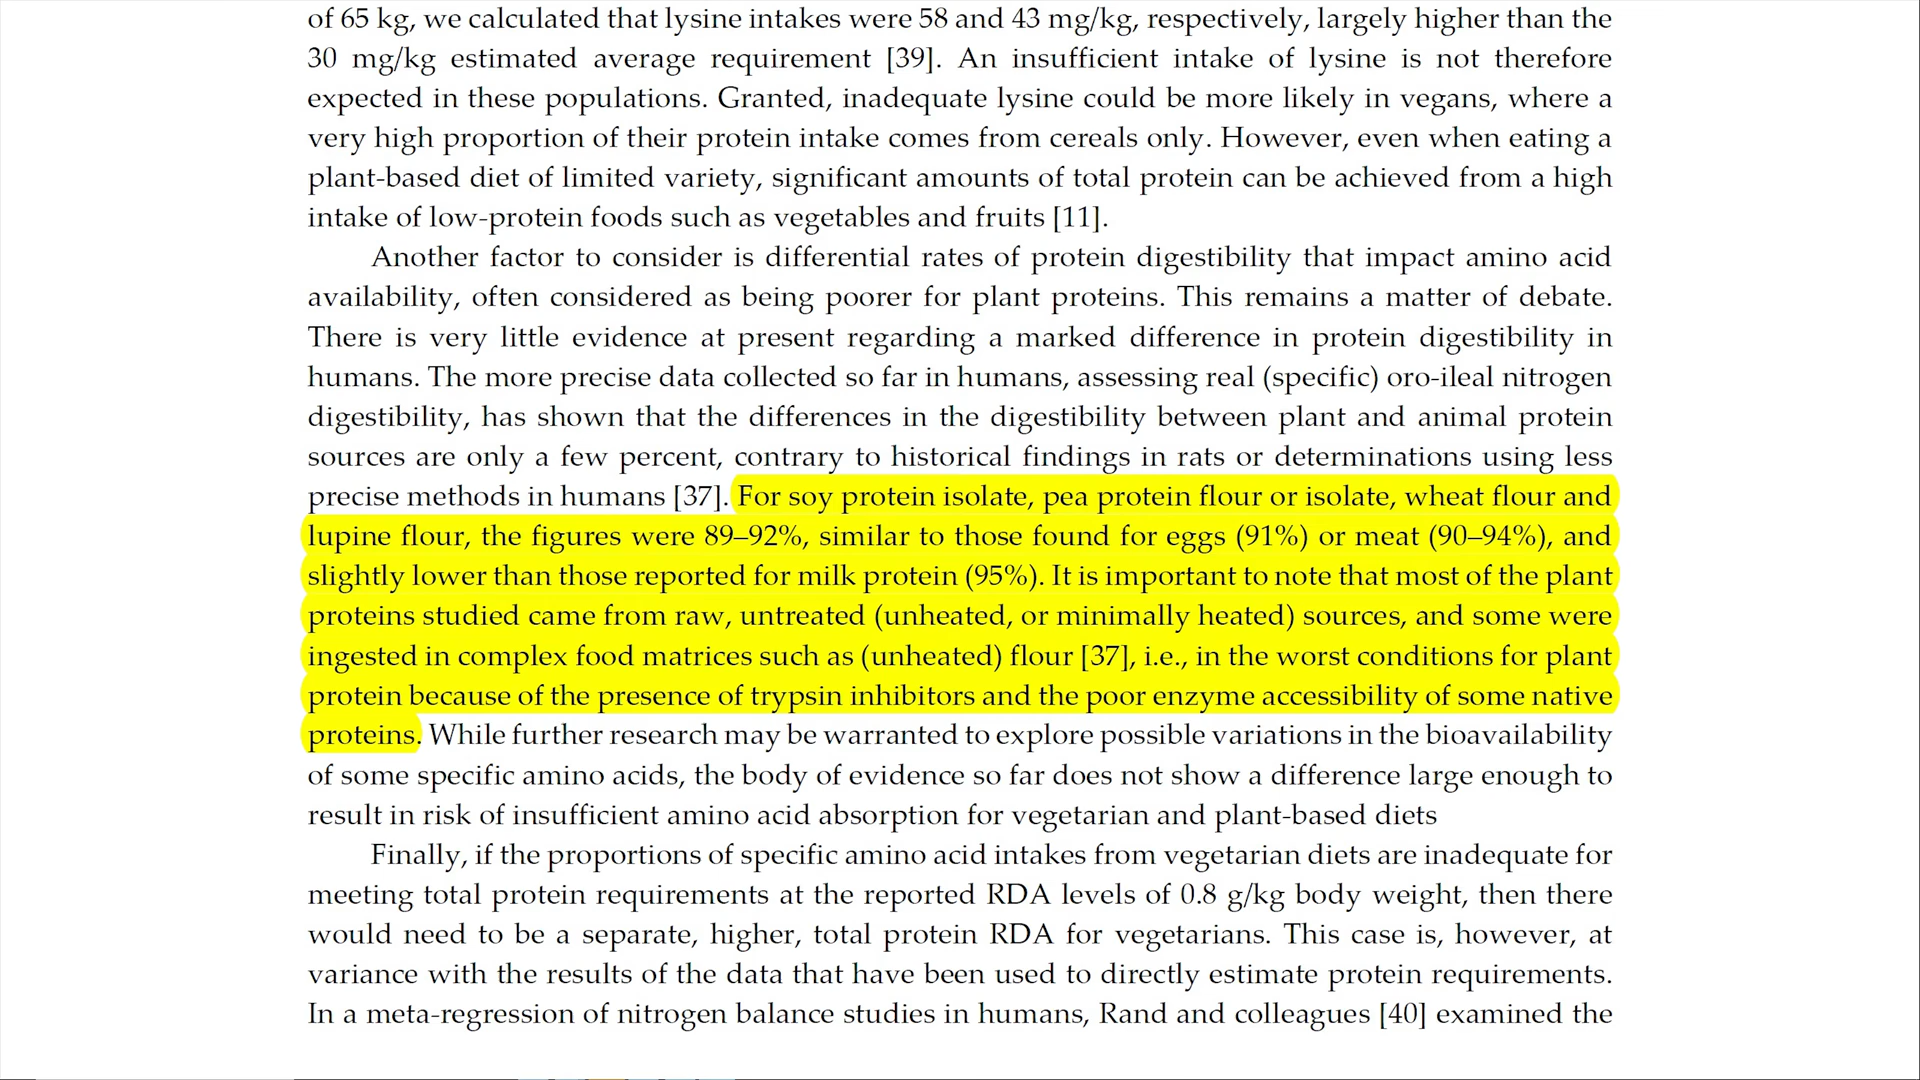 of 65 kg, we calculated that lysine intakes were 58 and 43 mg/kg, respectively, largely higher than the
30 mg/kg estimated average requirement [39]. An insufficient intake of lysine is not therefore
expected in these populations. Granted, inadequate lysine could be more likely in vegans, where a
very high proportion of their protein intake comes from cereals only. However, even when eating a
plant-based diet of limited variety, significant amounts of total protein can be achieved from a high
intake of low-protein foods such as vegetables and fruits [11].
Another factor to consider is differential rates of protein digestibility that impact amino acid
availability, often considered as being poorer for plant proteins. This remains a matter of debate.
There is very little evidence at present regarding a marked difference in protein digestibility in
humans. The more precise data collected so far in humans, assessing real (specific) oro-ileal nitrogen
digestibility, has shown that the differences in the digestibility between plant and animal protein
sources are only a few percent, contrary to historical findings in rats or determinations using less
precise methods in humans [37]. For soy protein isolate, pea protein flour or isolate, wheat flour and
lupine flour, the figures were 89–92%, similar to those found for eggs (91%) or meat (90–94%), and
slightly lower than those reported for milk protein (95%). It is important to note that most of the plant
proteins studied came from raw, untreated (unheated, or minimally heated) sources, and some were
ingested in complex food matrices such as (unheated) flour [37], i.e., in the worst conditions for plant
protein because of the presence of trypsin inhibitors and the poor enzyme accessibility of some native
proteins. While further research may be warranted to explore possible variations in the bioavailability
of some specific amino acids, the body of evidence so far does not show a difference large enough to
result in risk of insufficient amino acid absorption for vegetarian and plant-based diets
Finally, if the proportions of specific amino acid intakes from vegetarian diets are inadequate for
meeting total protein requirements at the reported RDA levels of 0.8 g/kg body weight, then there
would need to be a separate, higher, total protein RDA for vegetarians. This case is, however, at
variance with the results of the data that have been used to directly estimate protein requirements.
In a meta-regression of nitrogen balance studies in humans, Rand and colleagues [40] examined the